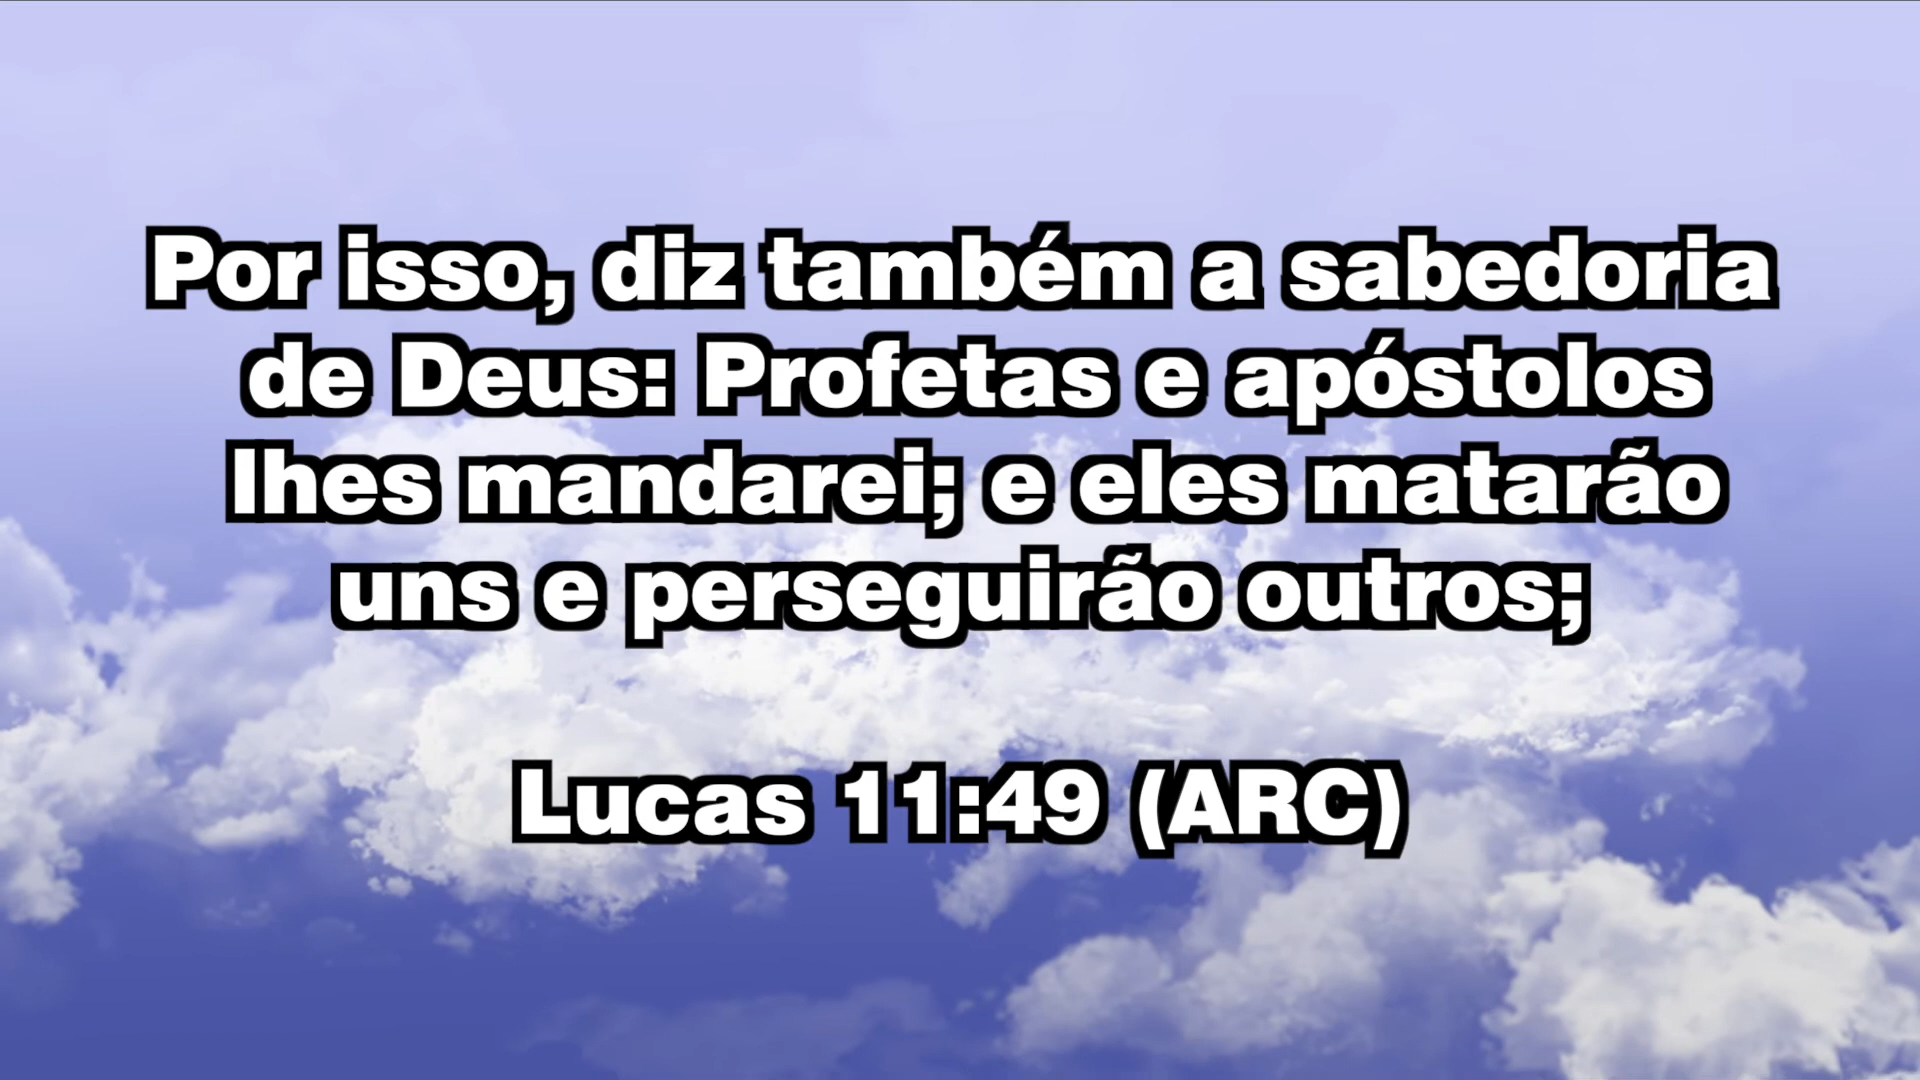 Por isso, diz também a sabedoria
de Deus: Profetas e apóstolos
lhes mandarei; e eles matarão
uns e perseguirão outros;
Lucas 11:49 (ARC)